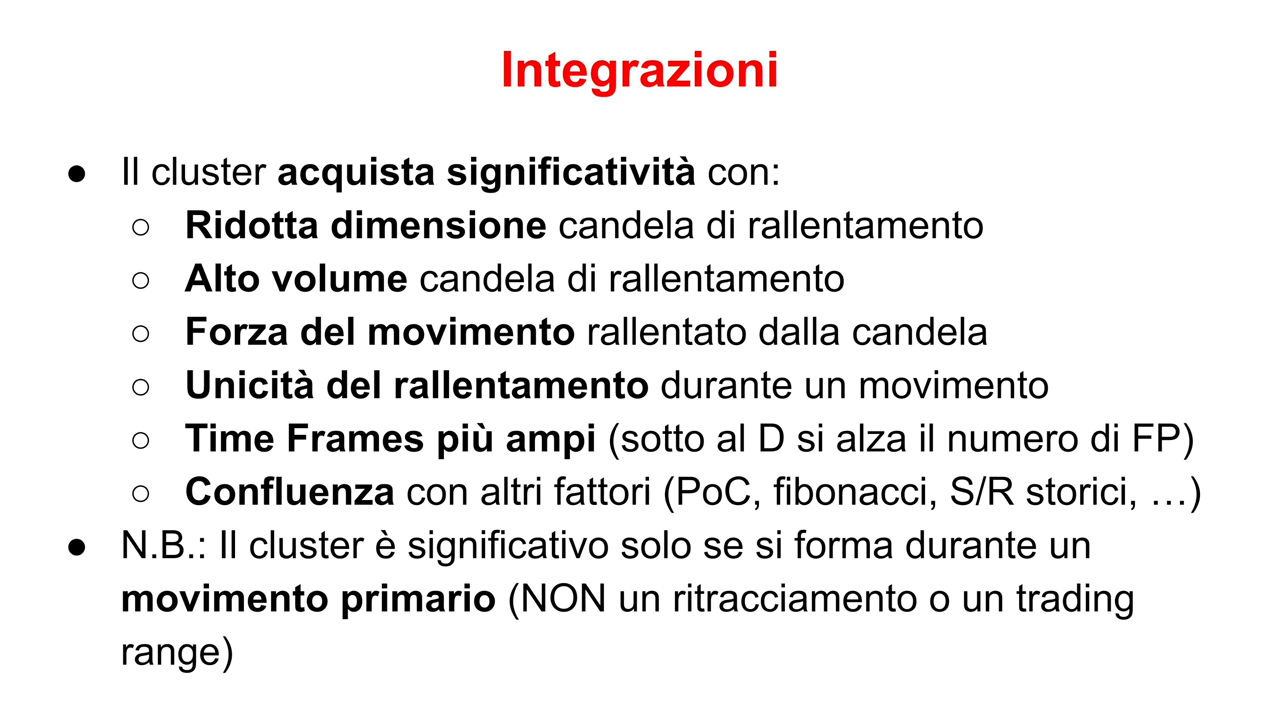 Integrazioni
● Il cluster acquista significatività con:
○ Ridotta dimensione candela di rallentamento
○ Alto volume candela di rallentamento
○ Forza del movimento rallentato dalla candela
○ Unicità del rallentamento durante un movimento
○ Time Frames più ampi (sotto al D si alza il numero di FP)
○ Confluenza con altri fattori (PoC, fibonacci, S/R storici, …)
● N.B.: Il cluster è significativo solo se si forma durante un
movimento primario (NON un ritracciamento o un trading
range)